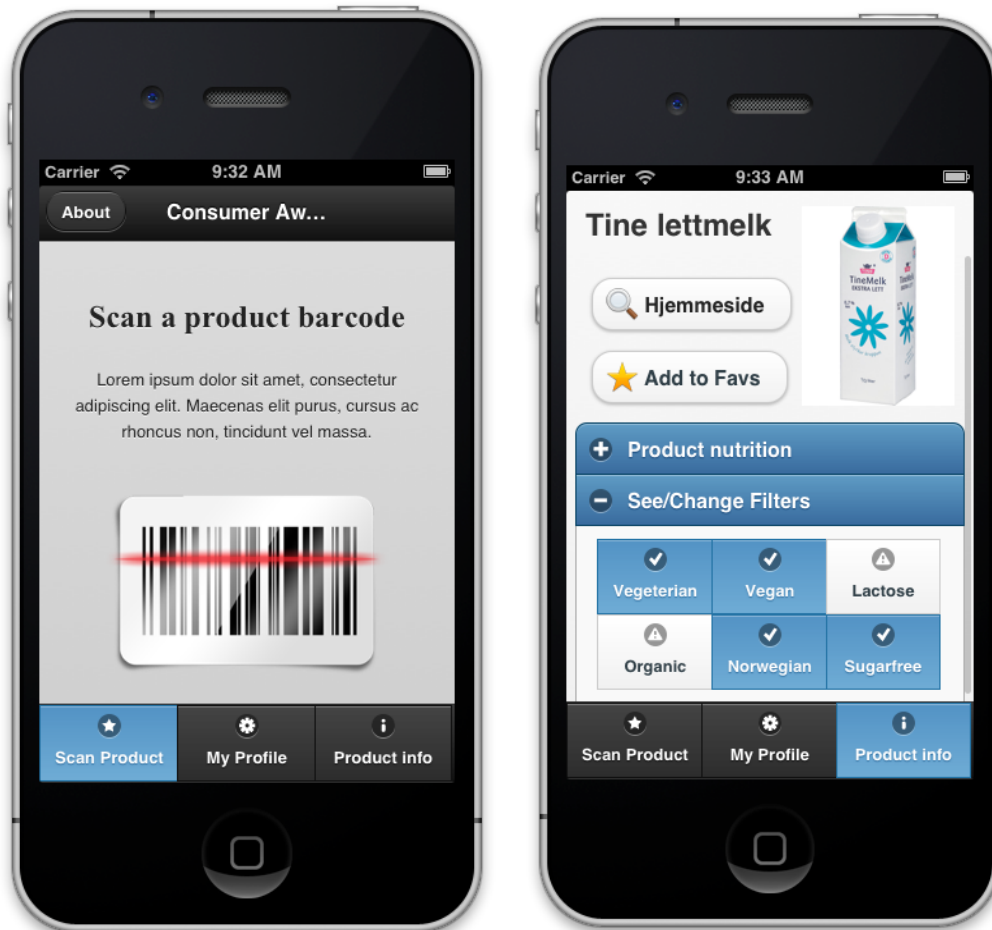 Carrier 9:32 AM
About Consumer Aw...
Scan a product barcode
Lorem ipsum dolor sit amet, consectetur
adipiscing elit. Maecenas elit purus, cursus ac
rhoncus non, tincidunt vel massa.
Scan Product My Profile Product info
Carrier 9:33 AM
Tine lettmelk
TineMelk
EKSTRA LETT
Hjemmeside
Add to Favs
Product nutrition
See/Change Filters
Vegeterian Vegan Lactose
Organic Norwegian Sugarfree
Scan Product My Profile Product info